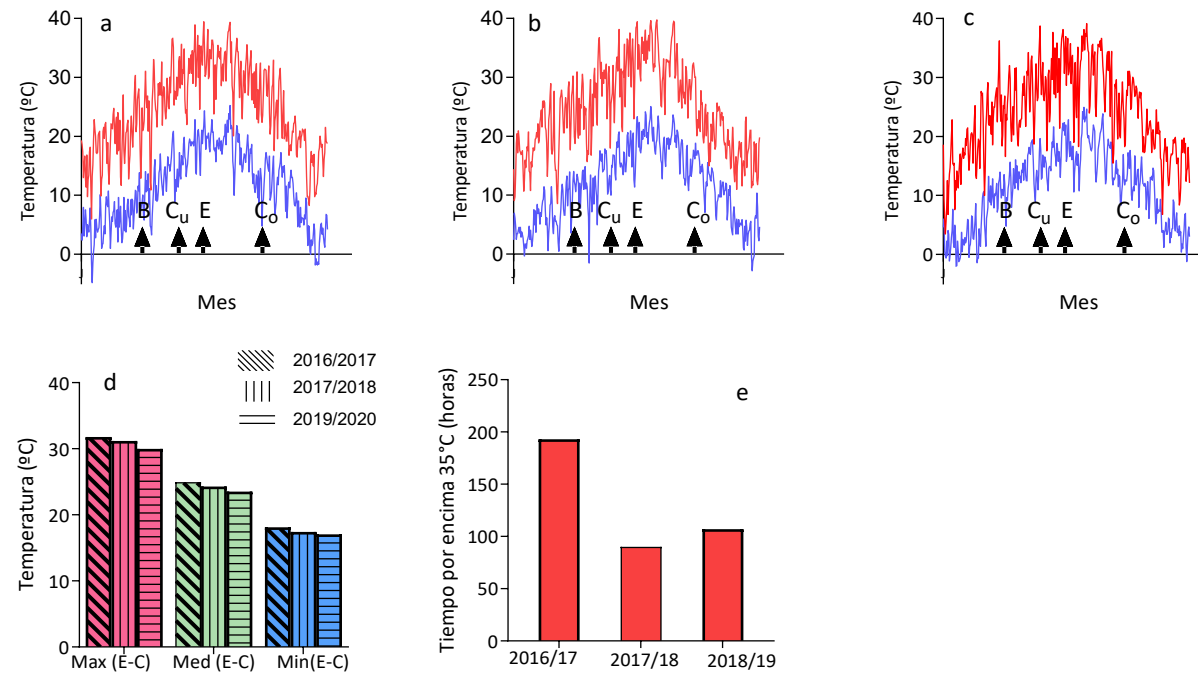 a
40
30
20
10
0
Temperatura (ºC)
B
Cu
E
Co
Mes
b
40
30
20
10
0
Temperatura (ºC)
B
Cu
E
Co
Mes
c
40
30
20
10
0
Temperatura (ºC)
B
Cu
E
Co
Mes
d
2016/2017
2017/2018
2019/2020
40
30
20
10
0
Temperatura (ºC)
Max (E-C)
Med (E-C)
Min(E-C)
e
250
200
150
100
50
0
Tiempo por encima 35°C (horas)
2016/17
2017/18
2018/19